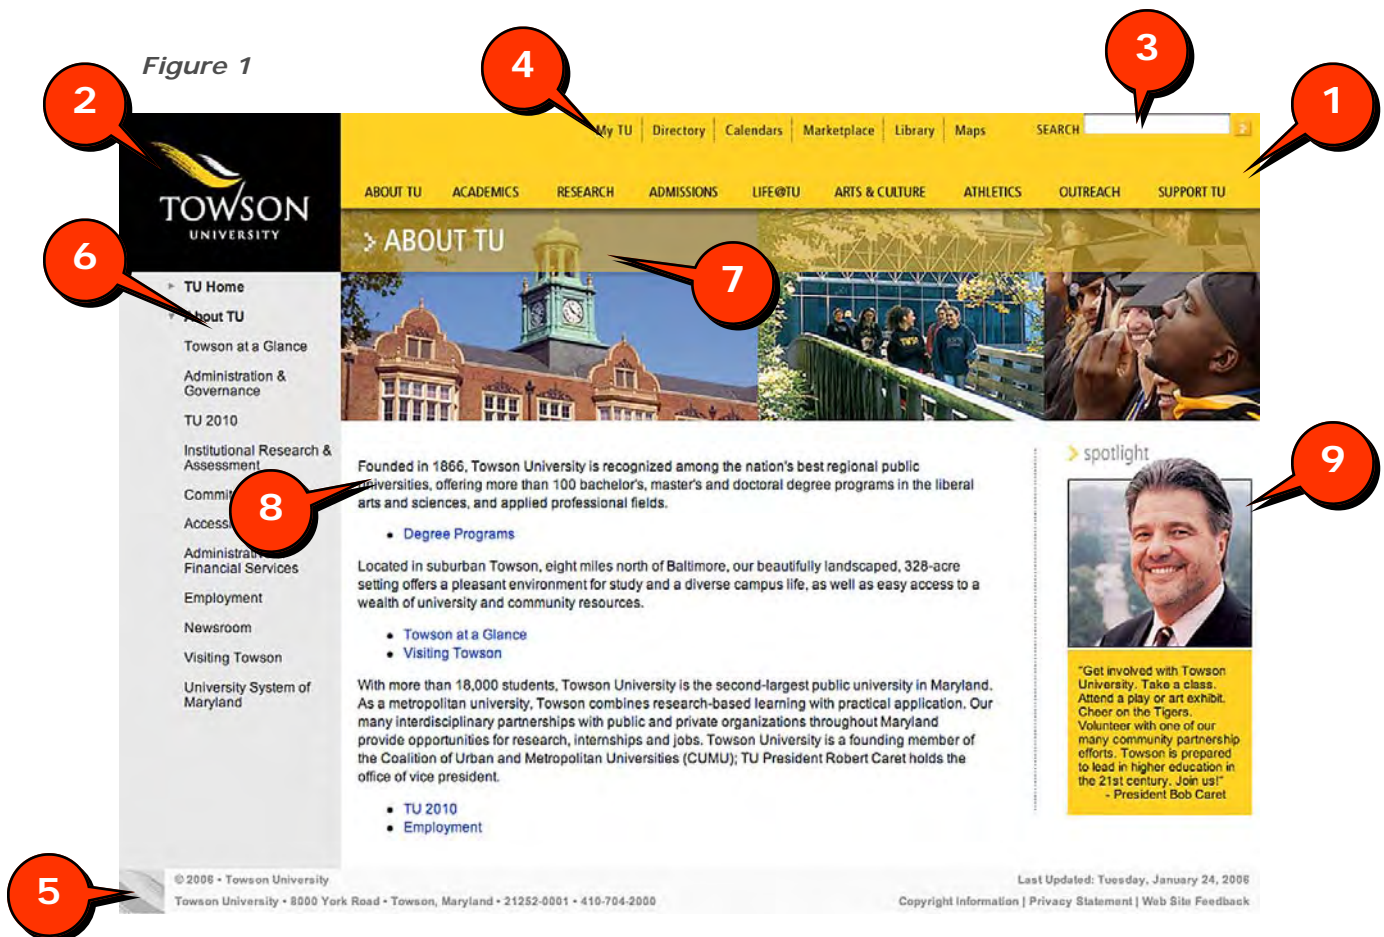 Figure 1
4
3
2
1
My TU Directory Calendars Marketplace Library Maps SEARCH
ABOUT TU ACADEMICS RESEARCH ADMISSIONS LIFE@TU ARTS & CULTURE ATHLETICS OUTREACH SUPPORT TU
TOWSON
UNIVERSITY
> ABOUT TU
6
7
TU Home
About TU
Towson at a Glance
Administration &
Governance
TU 2010
Institutional Research &
Assessment
8
Financial Services
Employment
Newsroom
Visiting Towson
University System of
Maryland
Founded in 1866, Towson University is recognized among the nation's best regional public
universities, offering more than 100 bachelor's, master's and doctoral degree programs in the liberal
arts and sciences, and applied professional fields.
• Degree Programs
Located in suburban Towson, eight miles north of Baltimore, our beautifully landscaped, 328-acre
setting offers a pleasant environment for study and a diverse campus life, as well as easy access to a
wealth of university and community resources.
• Towson at a Glance
• Visiting Towson
With more than 18,000 students, Towson University is the second-largest public university in Maryland.
As a metropolitan university, Towson combines research-based learning with practical application. Our
many interdisciplinary partnerships with public and private organizations throughout Maryland
provide opportunities for research, internships and jobs. Towson University is a founding member of
the Coalition of Urban and Metropolitan Universities (CUMU); TU President Robert Caret holds the
office of vice president.
• TU 2010
• Employment
> spotlight
9
"Get involved with Towson
University. Take a class.
Attend a play or art exhibit.
Cheer on the Tigers.
Volunteer with one of our
many community partnership
efforts. Towson is prepared
to lead in higher education in
the 21st century. Join us!"
- President Bob Caret
5
© 2006 • Towson University
Last Updated: Tuesday, January 24, 2006
Towson University • 8000 York Road • Towson, Maryland • 21252-0001 • 410-704-2000
Copyright Information | Privacy Statement | Web Site Feedback